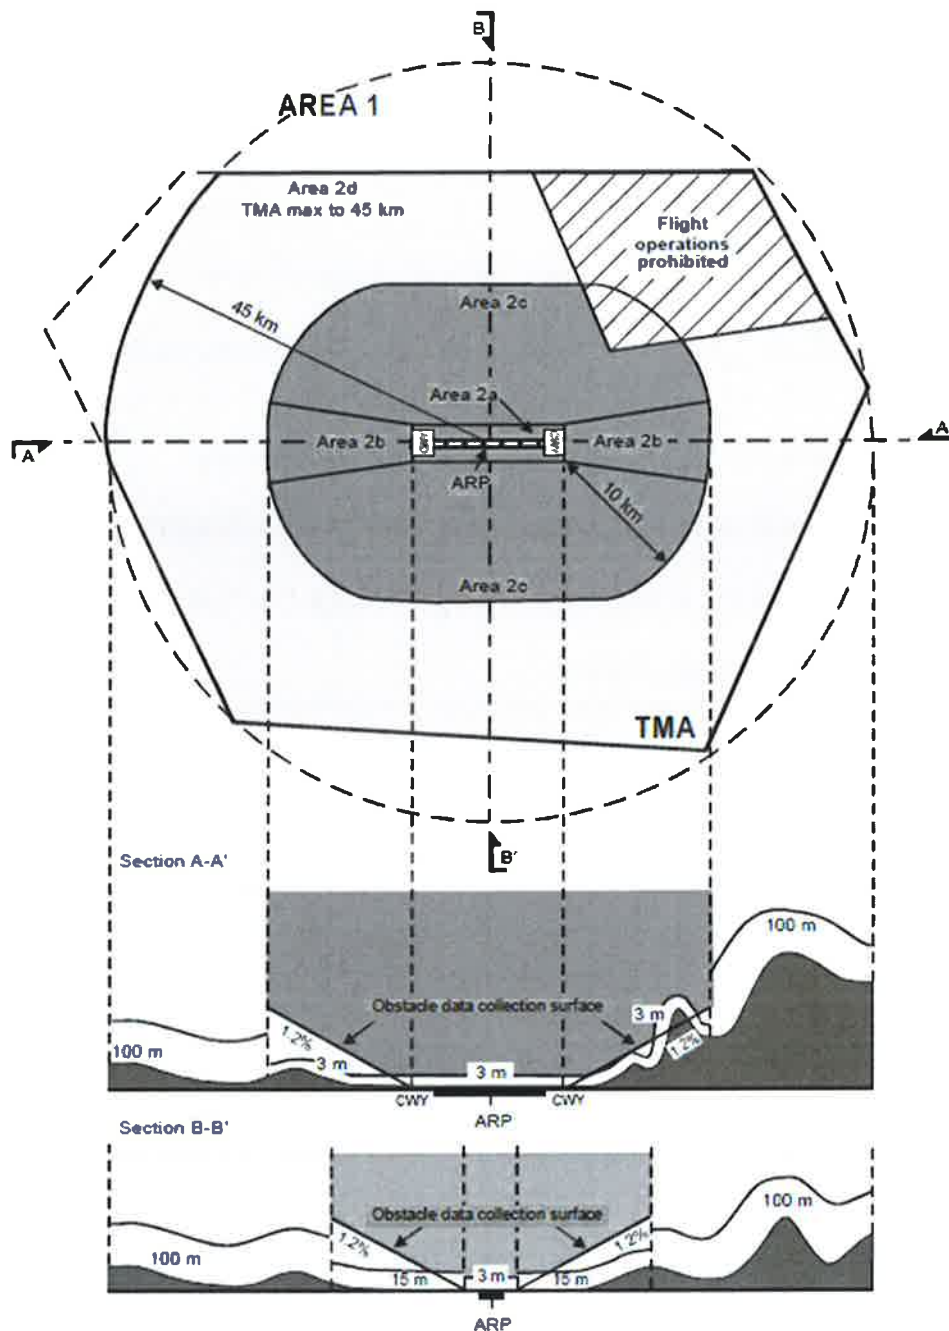 B
AREA 1
Area 2d
TMA max to 45 km
Flight
operations
prohibited
45 km
Area 2c
Area 2a
A
Area 2b
CWY
CWY
Area 2b
A
ARP
10 km
Area 2c
TMA
B'
Section A-A'
100 m
Obstacle data collection surface
3 m
1.2%
1.2%
100 m
3 m
3 m
CWY
CWY
ARP
Section B-B'
100 m
Obstacle data collection surface
1.2%
1.2%
100 m
15 m
3 m
15 m
ARP